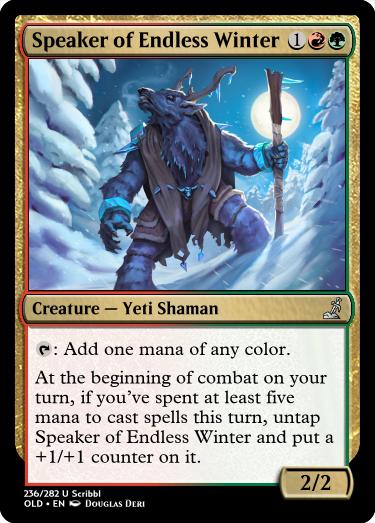 Speaker of Endless Winter 1
Creature — Yeti Shaman
: Add one mana of any color.
At the beginning of combat on your
turn, if you've spent at least five
mana to cast spells this turn, untap
Speaker of Endless Winter and put a
+1/+1 counter on it.
2/2
236/282 U Scribbl
OLD • EN Douglas Deri